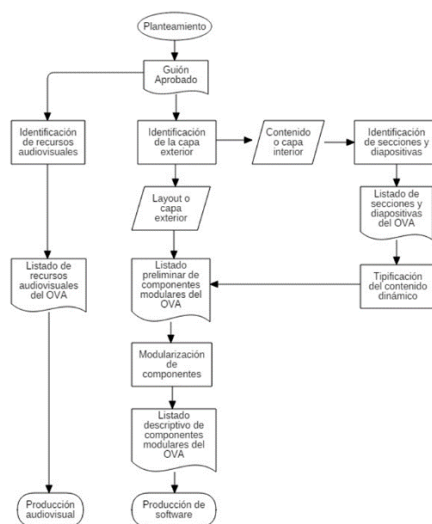 Planteamiento
Guión
Aprobado
Identificación
de recursos
audiovisuales
Identificación
de la capa
exterior
Contenido
o capa
interior
Identificación
de secciones y
diapositivas
Layout o
capa
exterior
Listado de
secciones y
diapositivas
del OVA
Listado de
recursos
audiovisuales
del OVA
Listado
preliminar de
componentes
modulares del
OVA
Tipificación
del contenido
dinámico
Modularización
de
componentes
Listado
descriptivo de
componentes
modulares del
OVA
Producción
audiovisual
Producción de
software